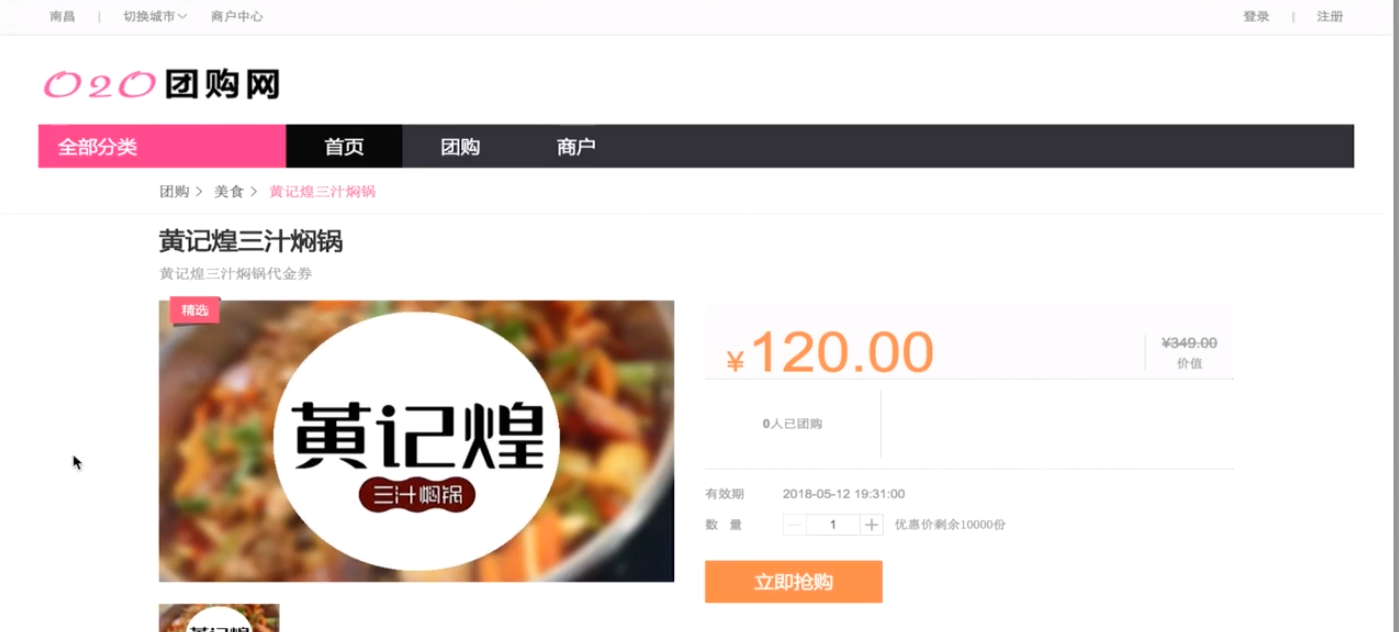 南昌 | 切换城市 商户中心 登录 | 注册
O2O团购网
全部分类 首页 团购 商户
团购 > 美食 > 黄记煌三汁焖锅
黄记煌三汁焖锅
黄记煌三汁焖锅代金券
精选
黄记煌
三汁焖锅
¥120.00
¥349.00
价值
0人已团购
有效期 2018-05-12 19:31:00
数 量 — 1 + 优惠价剩余10000份
立即抢购
黄记煌